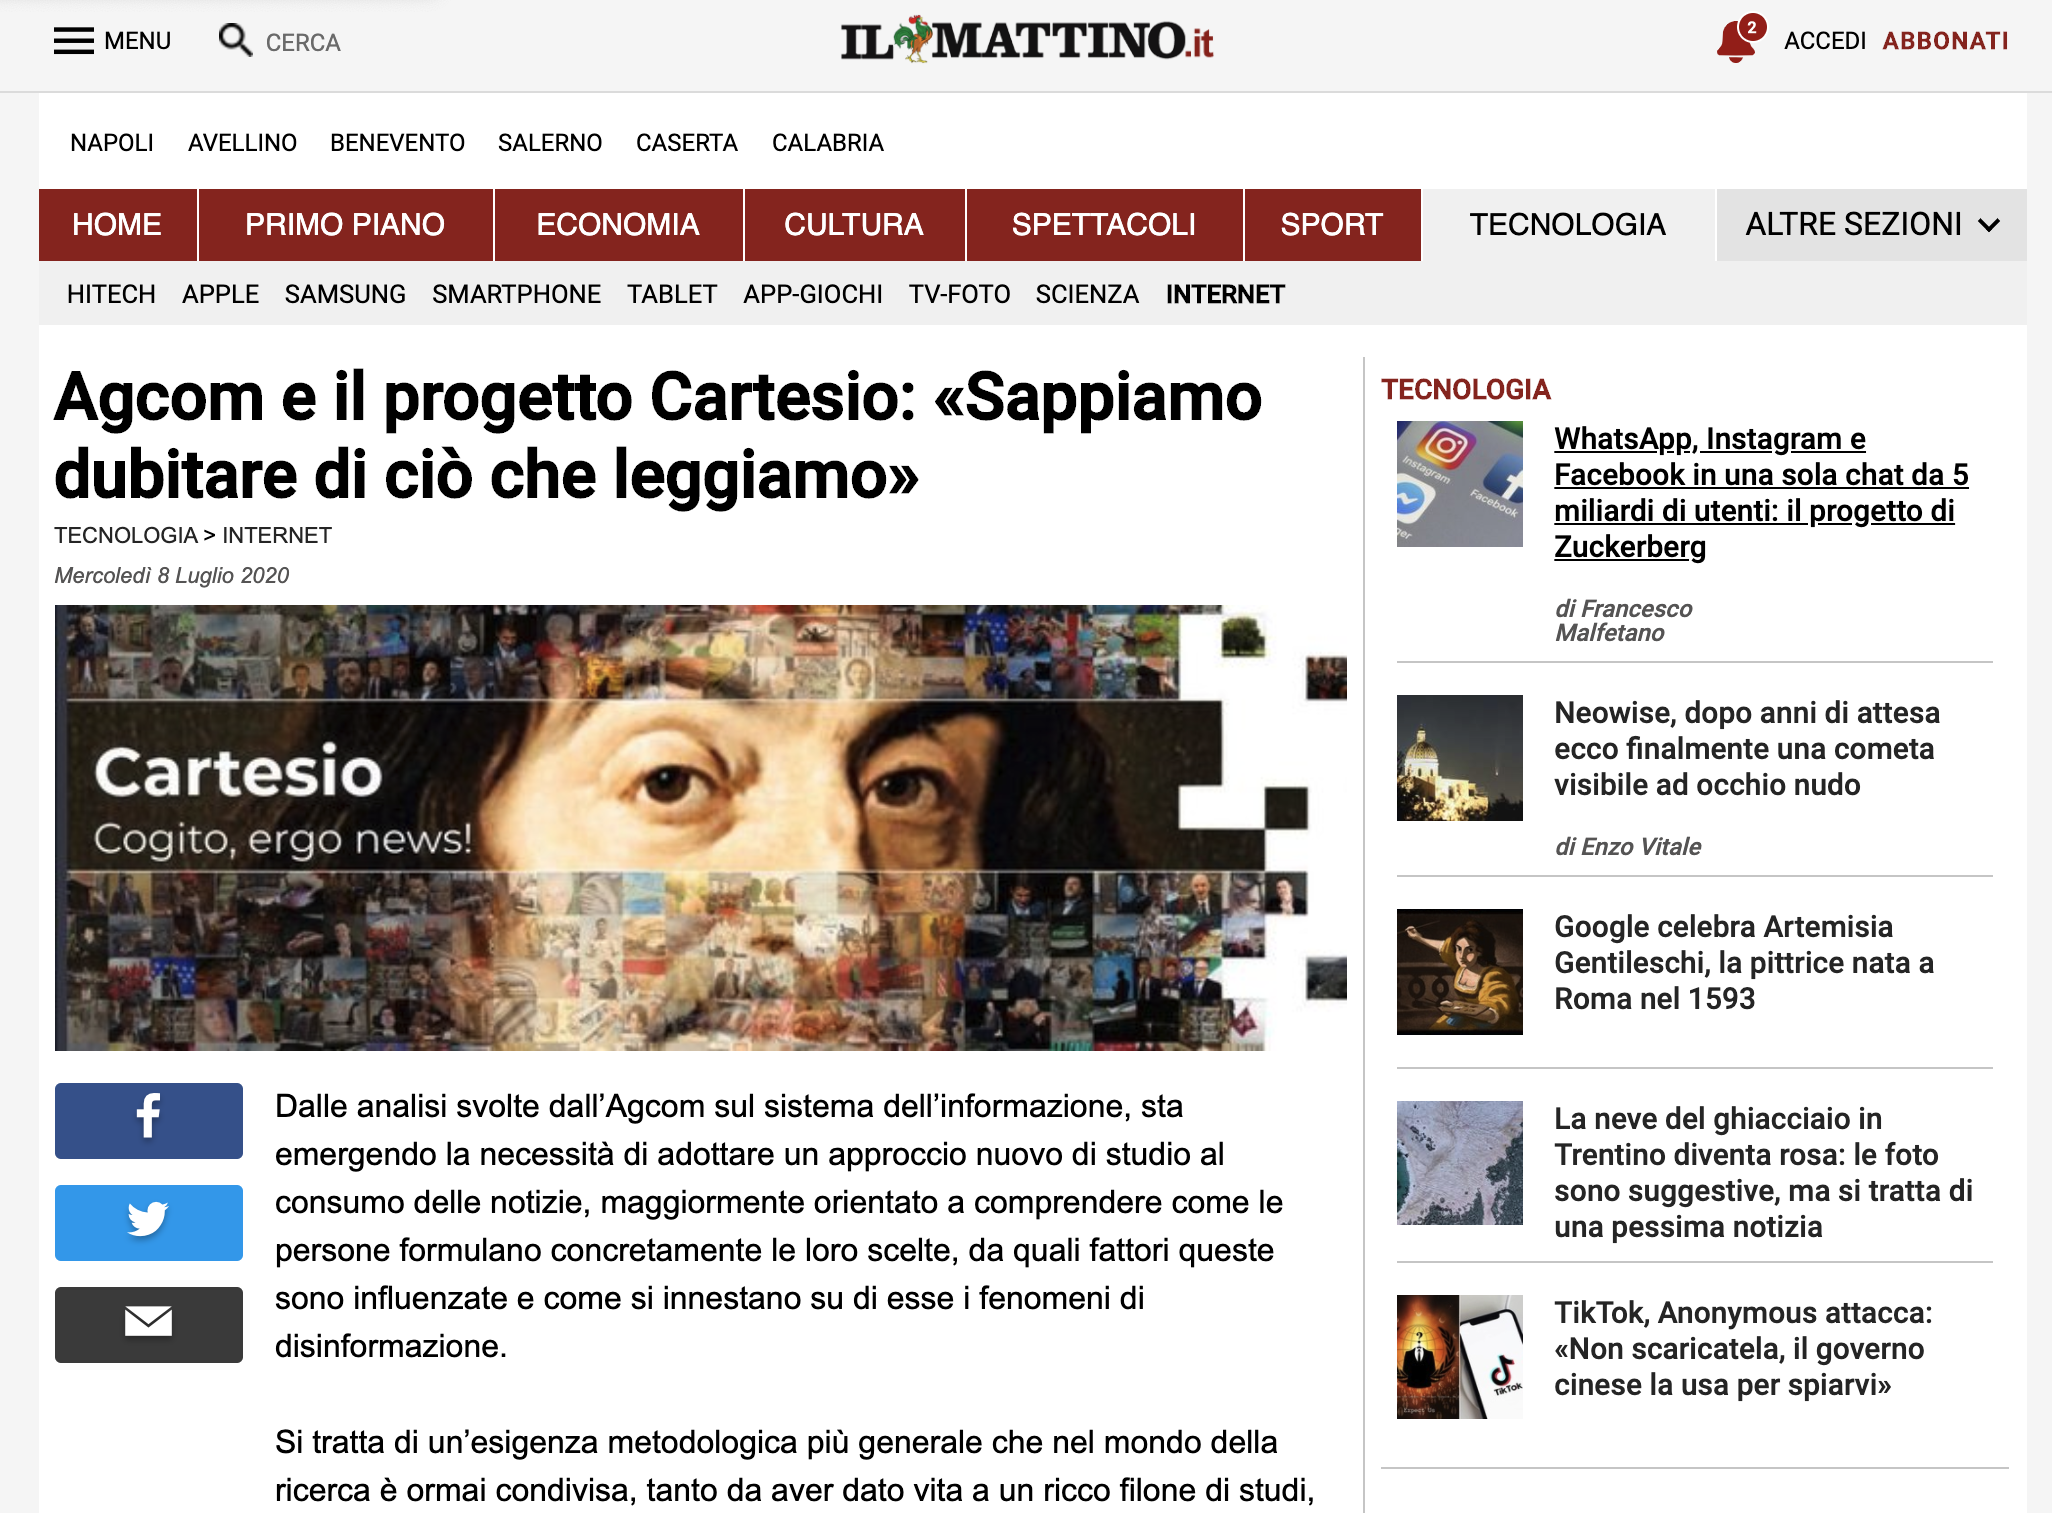 MENU
CERCA
IL MATTINO.it
2
ACCEDI ABBONATI
NAPOLI AVELLINO BENEVENTO SALERNO CASERTA CALABRIA
HOME PRIMO PIANO ECONOMIA CULTURA SPETTACOLI SPORT TECNOLOGIA ALTRE SEZIONI
HITECH APPLE SAMSUNG SMARTPHONE TABLET APP-GIOCHI TV-FOTO SCIENZA INTERNET
Agcom e il progetto Cartesio: «Sappiamo
dubitare di ciò che leggiamo»
TECNOLOGIA > INTERNET
Mercoledì 8 Luglio 2020
Cartesio
Cogito, ergo news!
Dalle analisi svolte dall’Agcom sul sistema dell’informazione, sta
emergendo la necessità di adottare un approccio nuovo di studio al
consumo delle notizie, maggiormente orientato a comprendere come le
persone formulano concretamente le loro scelte, da quali fattori queste
sono influenzate e come si innestano su di esse i fenomeni di
disinformazione.
Si tratta di un’esigenza metodologica più generale che nel mondo della
ricerca è ormai condivisa, tanto da aver dato vita a un ricco filone di studi,
TECNOLOGIA
Instagram
Facebook
WhatsApp, Instagram e
Facebook in una sola chat da 5
miliardi di utenti: il progetto di
Zuckerberg
di Francesco
Malfetano
Neowise, dopo anni di attesa
ecco finalmente una cometa
visibile ad occhio nudo
di Enzo Vitale
Google celebra Artemisia
Gentileschi, la pittrice nata a
Roma nel 1593
La neve del ghiacciaio in
Trentino diventa rosa: le foto
sono suggestive, ma si tratta di
una pessima notizia
TikTok
TikTok, Anonymous attacca:
«Non scaricatela, il governo
cinese la usa per spiarvi»